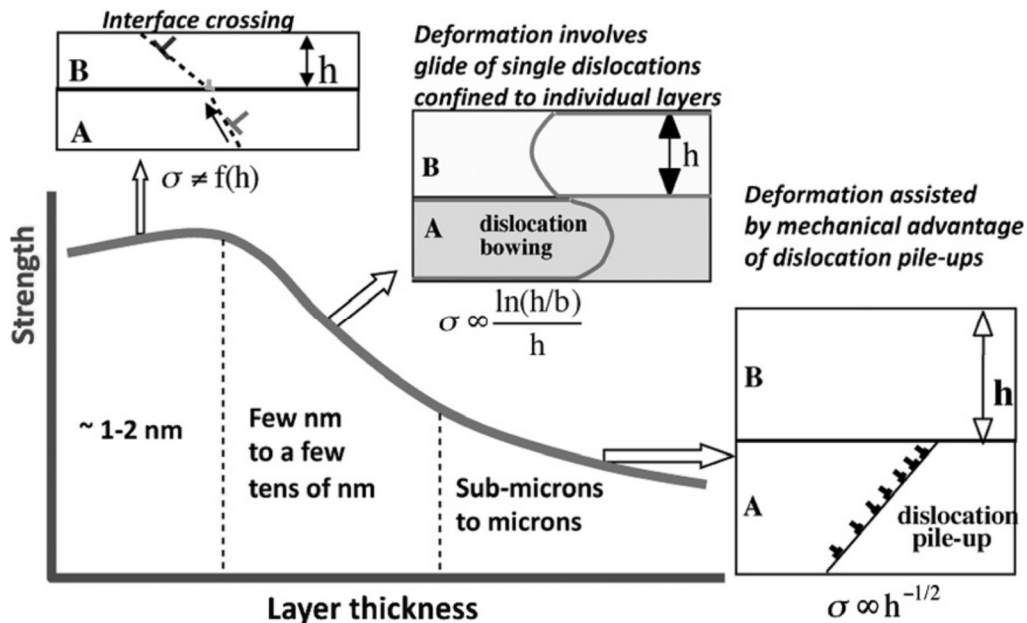 Interface crossing
B
h
A
σ ≠ f(h)
Deformation involves
glide of single dislocations
confined to individual layers
B
h
A
dislocation
bowing
σ ∞ ln(h/b)
h
Deformation assisted
by mechanical advantage
of dislocation pile-ups
B
h
A
dislocation
pile-up
σ ∞ h⁻¹/²
Strength
~ 1-2 nm
Few nm
to a few
tens of nm
Sub-microns
to microns
Layer thickness